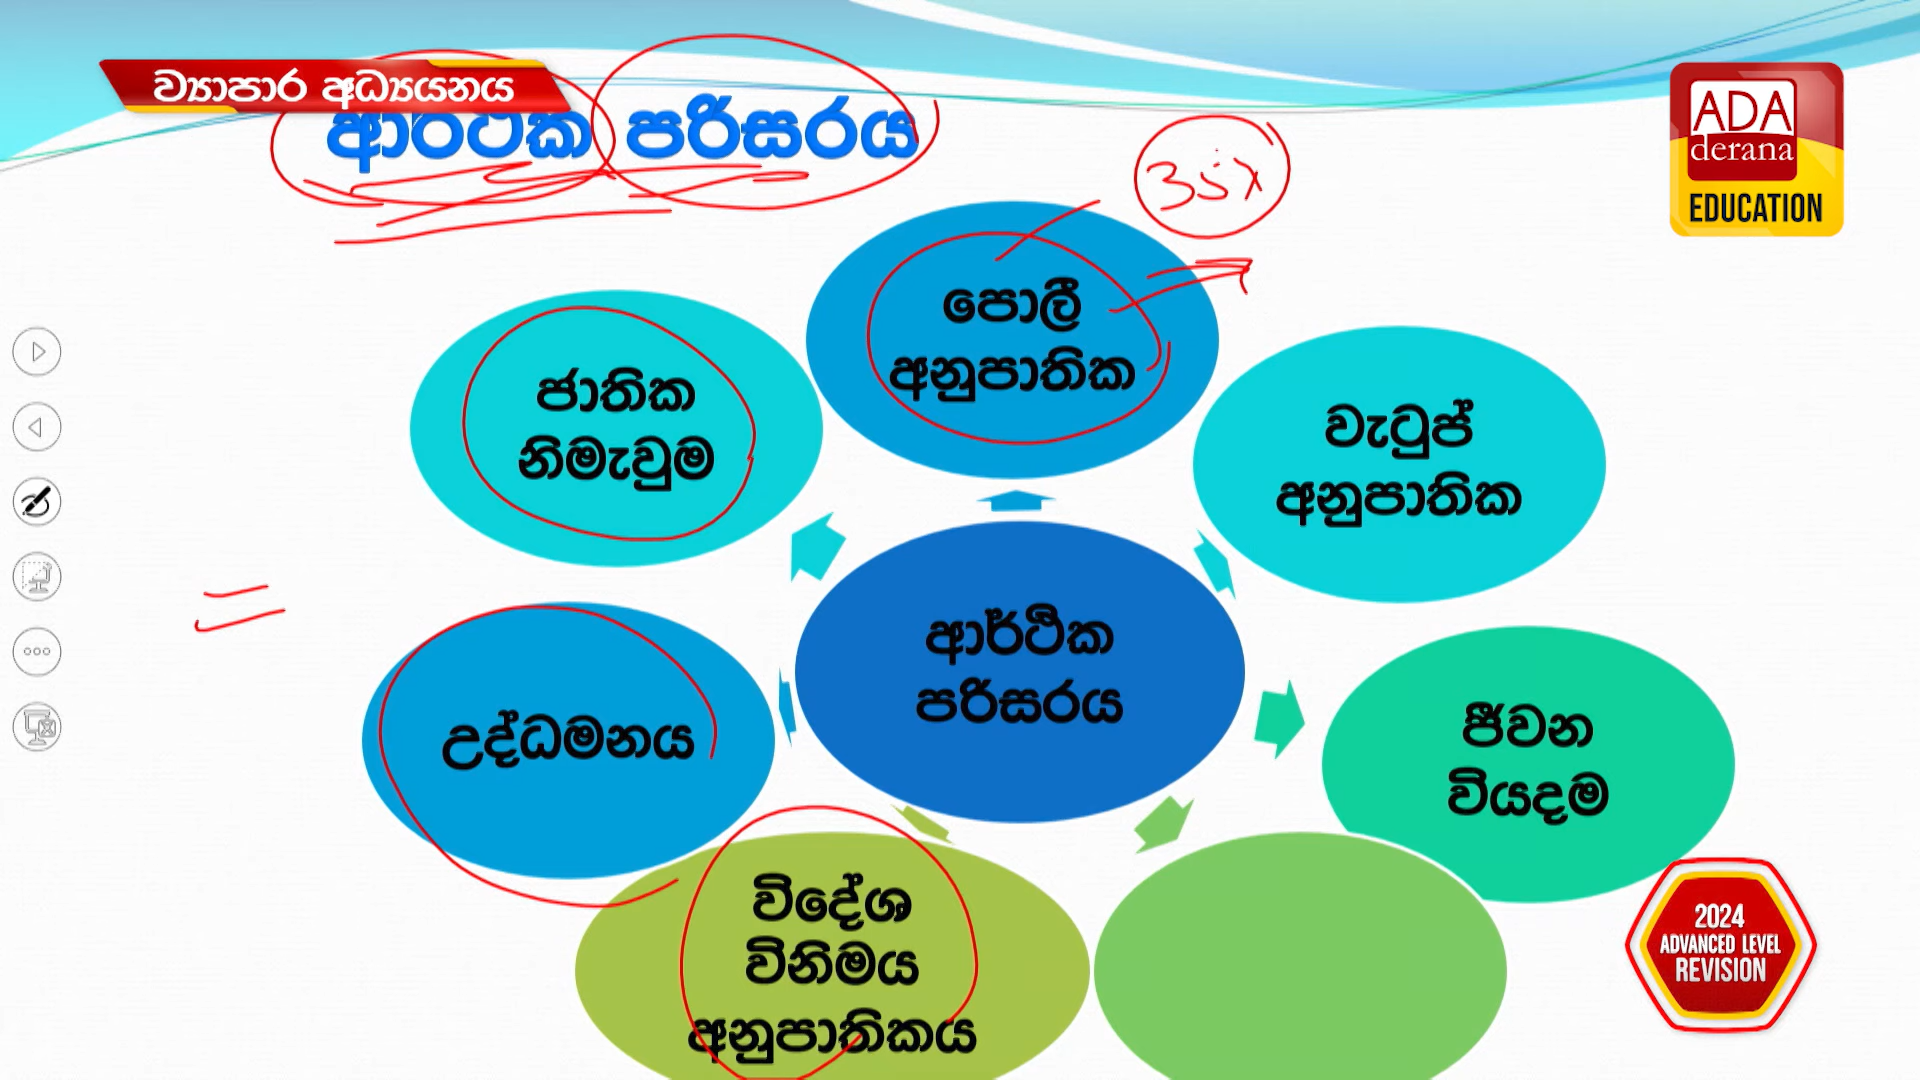 ව්‍යාපාර අධ්‍යයනය
ආර්ථික පරිසරය
ADA
derana
EDUCATION
35%
පොලී
අනුපාතික
ජාතික
නිමැවුම
වැටුප්
අනුපාතික
ආර්ථික
පරිසරය
උද්ධමනය
ජීවන
වියදම
විදේශ
විනිමය
අනුපාතිකය
2024
ADVANCED LEVEL
REVISION